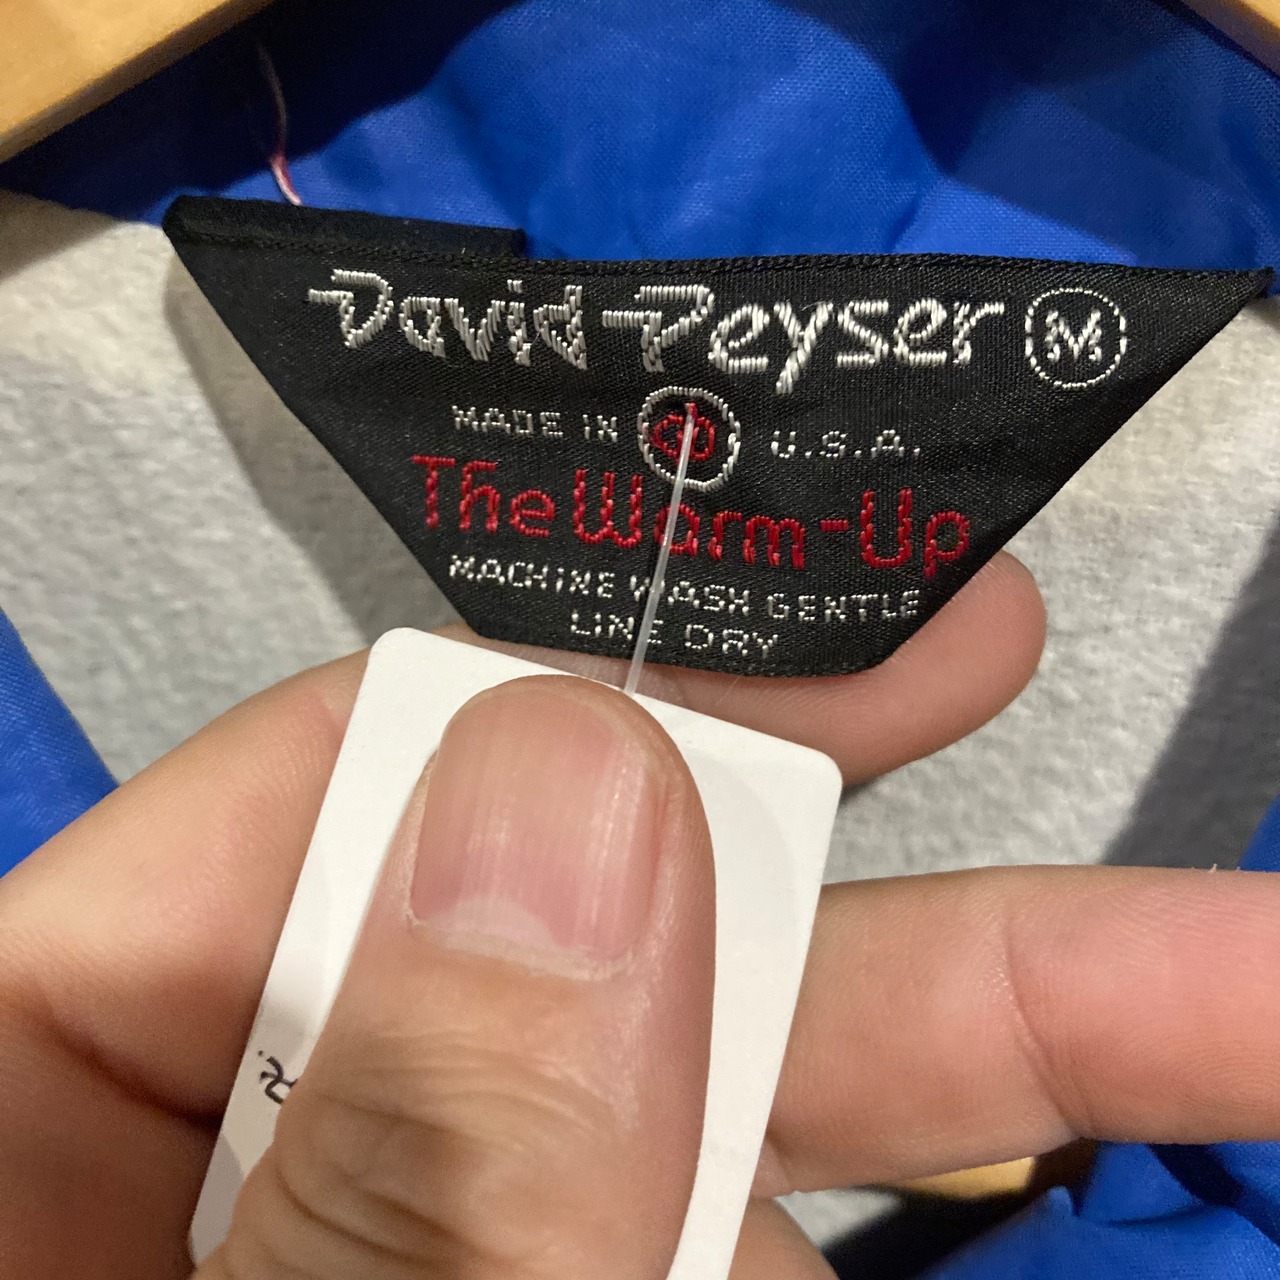 David Peyser M
MADE IN U.S.A.
The Warm-Up
MACHINE WASH GENTLE
LINE DRY